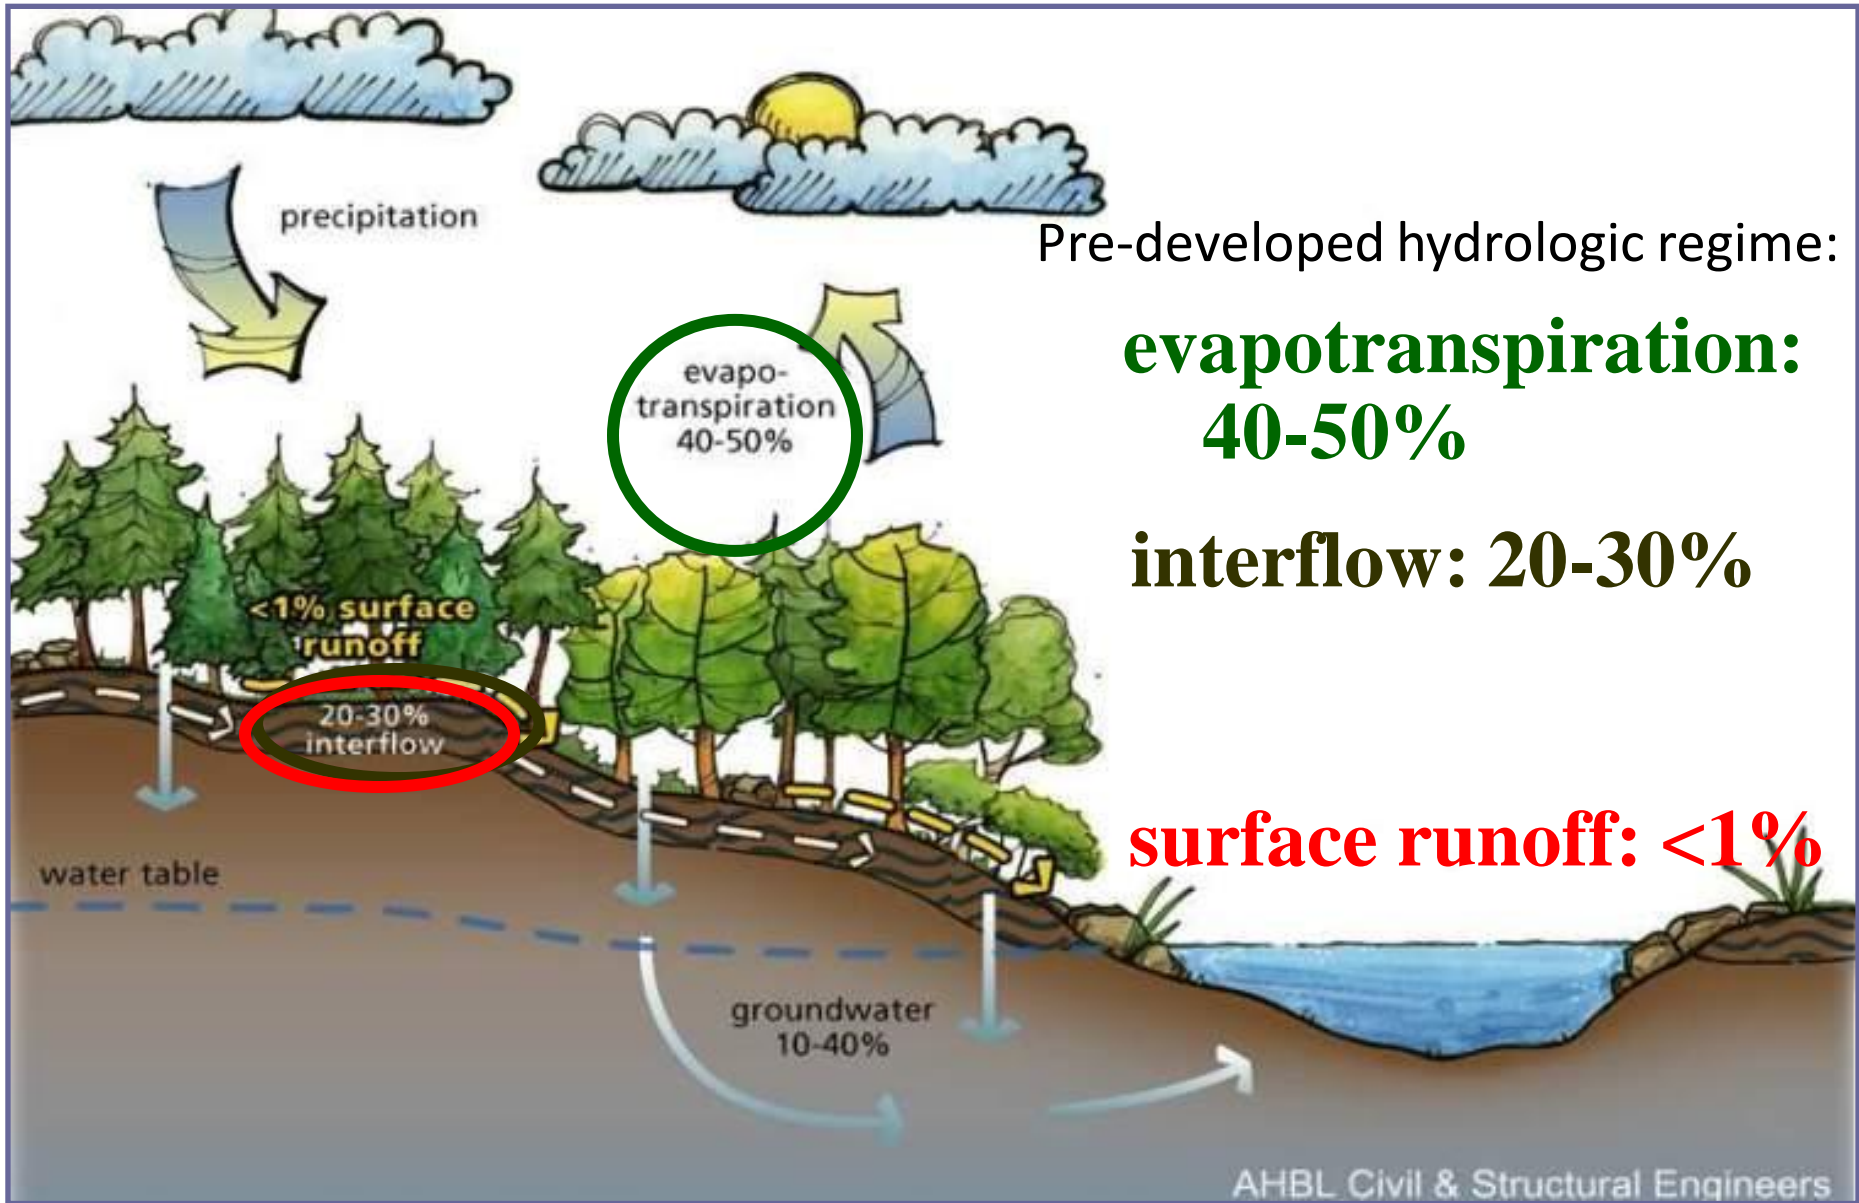 precipitation
Pre-developed hydrologic regime:
evapo-
transpiration
40-50%
evapotranspiration:
40-50%
interflow: 20-30%
<1% surface
runoff
20-30%
interflow
surface runoff: <1%
water table
groundwater
10-40%
AHBL Civil & Structural Engineers